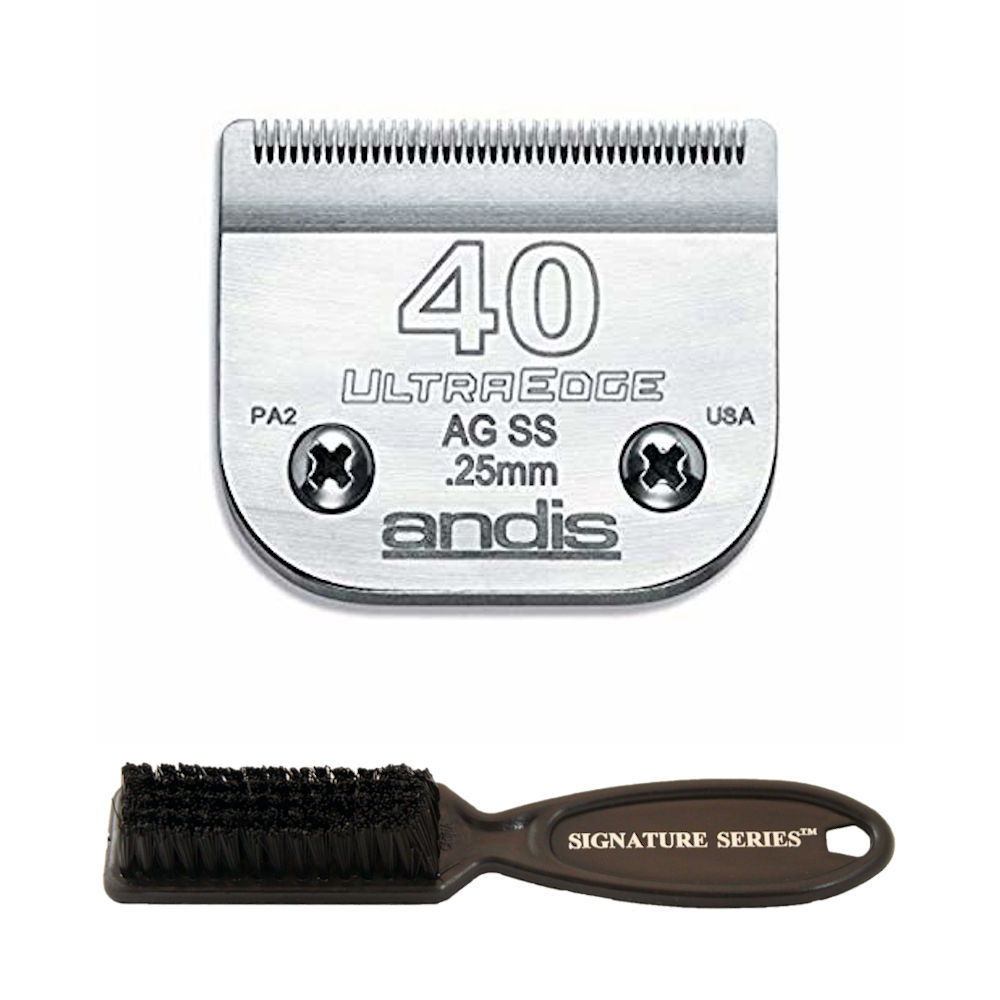 40
ULTRAEDGE
PA2
USA
AG SS
.25mm
andis
SIGNATURE SERIES™